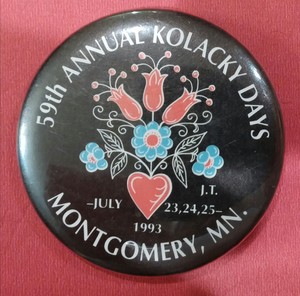 59th ANNUAL KOLACKY DAYS
J.T.
–JULY 23,24,25–
1993
MONTGOMERY, MN.